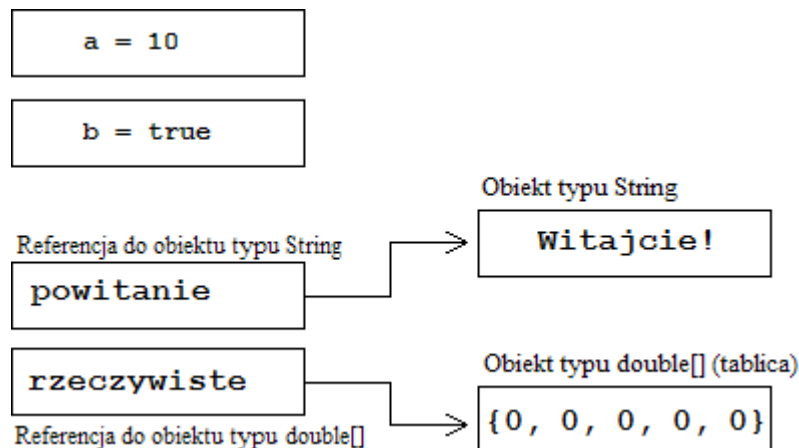 a = 10
b = true
Obiekt typu String
Witajcie!
Referencja do obiektu typu String
powitanie
rzeczywiste
Obiekt typu double[] (tablica)
{0, 0, 0, 0, 0}
Referencja do obiektu typu double[]